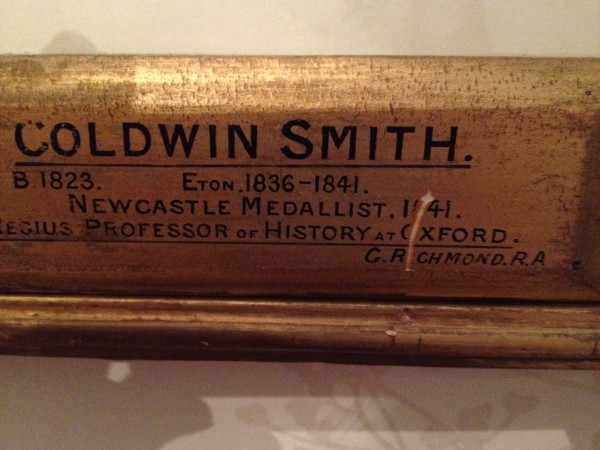 GOLDWIN SMITH.
B. 1823. ETON. 1836-1841.
NEWCASTLE MEDALLIST. 1841.
REGIUS PROFESSOR OF HISTORY AT OXFORD.
G. RICHMOND. R.A